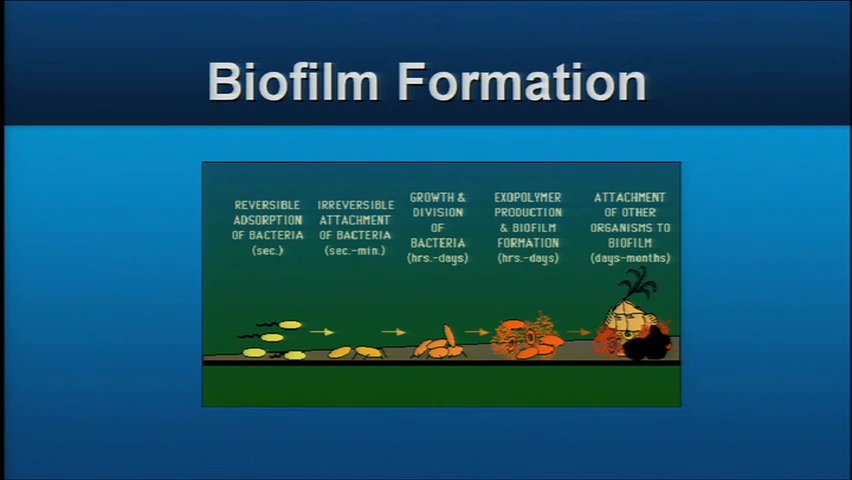 Biofilm Formation
REVERSIBLE
ADSORPTION
OF BACTERIA
(sec.)
IRREVERSIBLE
ATTACHMENT
OF BACTERIA
(sec.-min.)
GROWTH &
DIVISION
OF
BACTERIA
(hrs.-days)
EXOPOLYMER
PRODUCTION
& BIOFILM
FORMATION
(hrs.-days)
ATTACHMENT
OF OTHER
ORGANISMS TO
BIOFILM
(days-months)